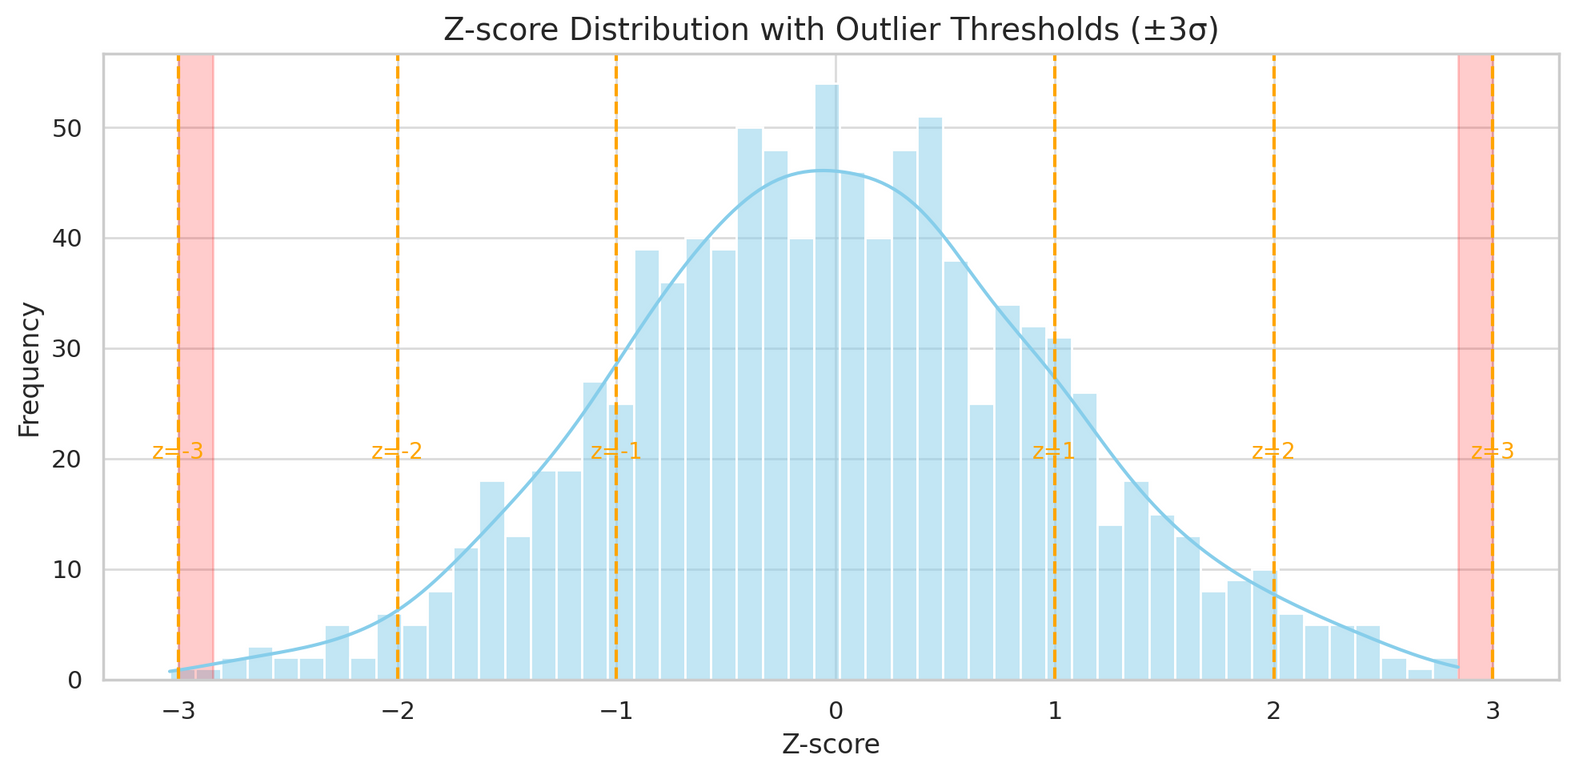 Z-score Distribution with Outlier Thresholds (±3σ)
Frequency
50
40
30
20
10
0
z=-3
z=-2
z=-1
z=1
z=2
z=3
−3
−2
−1
0
1
2
3
Z-score